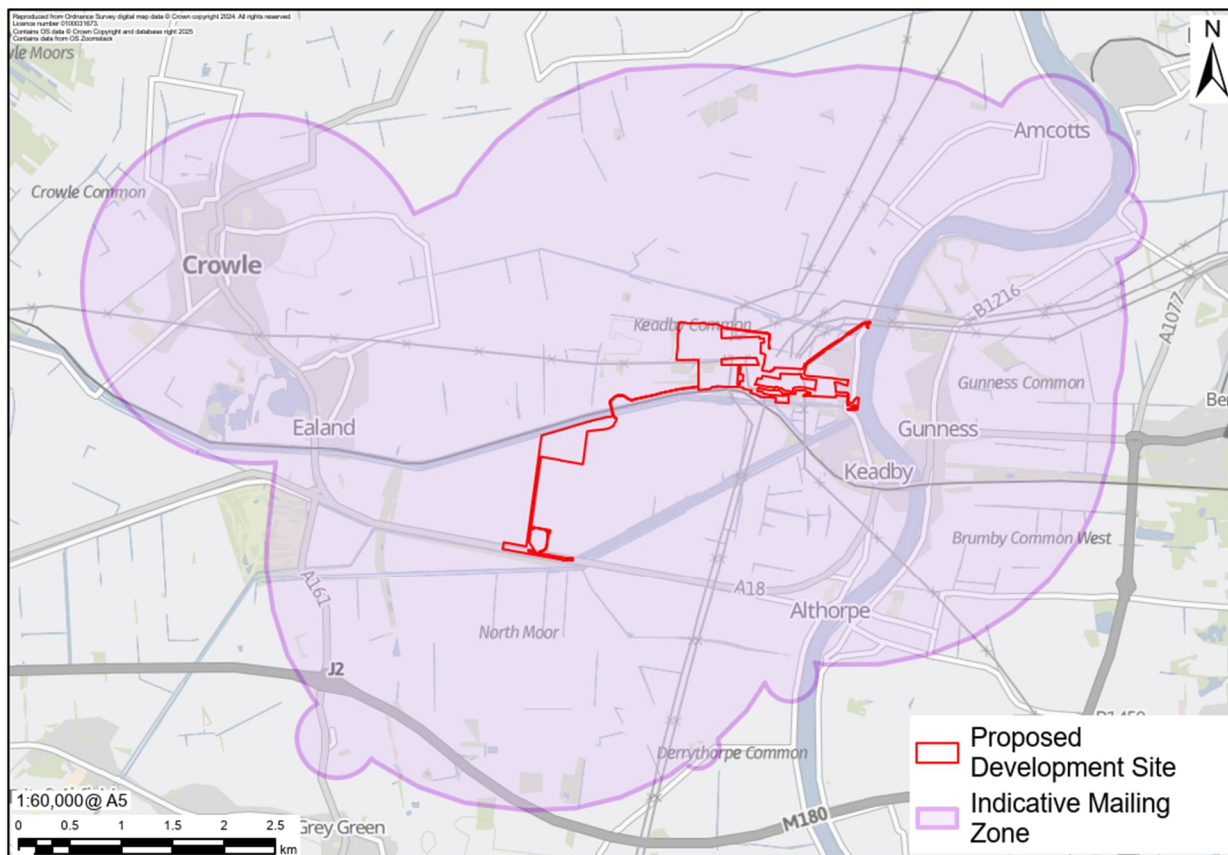 Reproduced from Ordnance Survey digital map data © Crown copyright 2024. All rights reserved.
Licence number 0100031673.
Contains OS data © Crown Copyright and database right 2025
Contains data from OS Zoomstack
N
Amcotts
Crowle Common
Crowle
B1216
A1077
Keadby Common
Gunness Common
Ealand
Gunness
Keadby
Brumby Common West
A161
A18
Althorpe
North Moor
J2
Derrythorpe Common
M180
Grey Green
Proposed
Development Site
Indicative Mailing
Zone
1:60,000@ A5
0 0.5 1 1.5 2 2.5
km